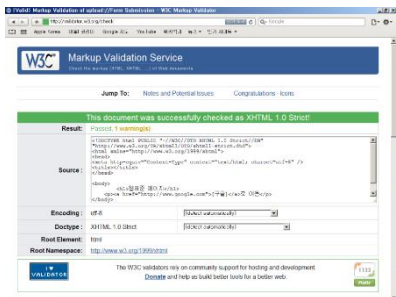 [Valid] Markup Validation of upload://Form Submission - W3C Markup Validator
http://validator.w3.org/check
Google
Apple News
YouTube
W3C Markup Validation Service
Check the markup (HTML, XHTML, ...) of Web documents
Jump To: Notes and Potential Issues Congratulations · Icons
This document was successfully checked as XHTML 1.0 Strict!
Result: Passed, 1 warning(s)
Source :
<!DOCTYPE html PUBLIC "-//W3C//DTD XHTML 1.0 Strict//EN"
"http://www.w3.org/TR/xhtml1/DTD/xhtml1-strict.dtd">
<html xmlns="http://www.w3.org/1999/xhtml">
<head>
<meta http-equiv="Content-Type" content="text/html; charset=utf-8" />
<title></title>
</head>
<body>
Encoding : utf-8 (detect automatically)
Doctype : XHTML 1.0 Strict (detect automatically)
Root Element: html
Root Namespace: http://www.w3.org/1999/xhtml
I ♥ VALIDATOR
The W3C validators rely on community support for hosting and development.
Donate and help us build better tools for a better web.